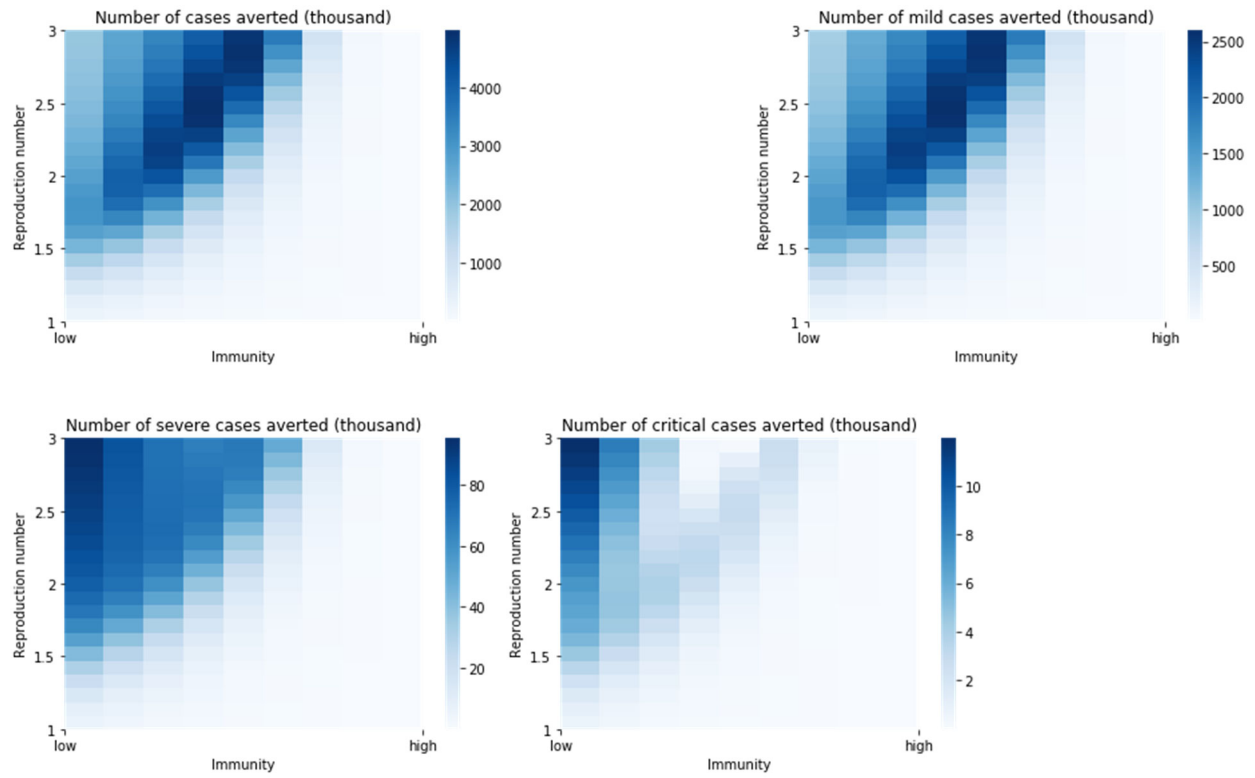 Number of cases averted (thousand)
Reproduction number
3
2.5
2
1.5
1
low
high
Immunity
4000
3000
2000
1000
Number of mild cases averted (thousand)
Reproduction number
3
2.5
2
1.5
1
low
high
Immunity
2500
2000
1500
1000
500
Number of severe cases averted (thousand)
Reproduction number
3
2.5
2
1.5
1
low
high
Immunity
80
60
40
20
Number of critical cases averted (thousand)
Reproduction number
3
2.5
2
1.5
1
low
high
Immunity
10
8
6
4
2